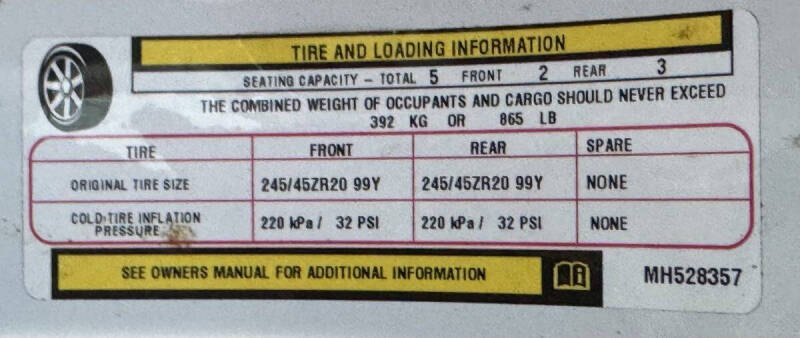 TIRE AND LOADING INFORMATION
SEATING CAPACITY – TOTAL 5 FRONT 2 REAR 3
THE COMBINED WEIGHT OF OCCUPANTS AND CARGO SHOULD NEVER EXCEED
392 KG OR 865 LB
TIRE FRONT REAR SPARE
ORIGINAL TIRE SIZE 245/45ZR20 99Y 245/45ZR20 99Y NONE
COLD TIRE INFLATION PRESSURE 220 kPa / 32 PSI 220 kPa / 32 PSI NONE
SEE OWNERS MANUAL FOR ADDITIONAL INFORMATION MH528357